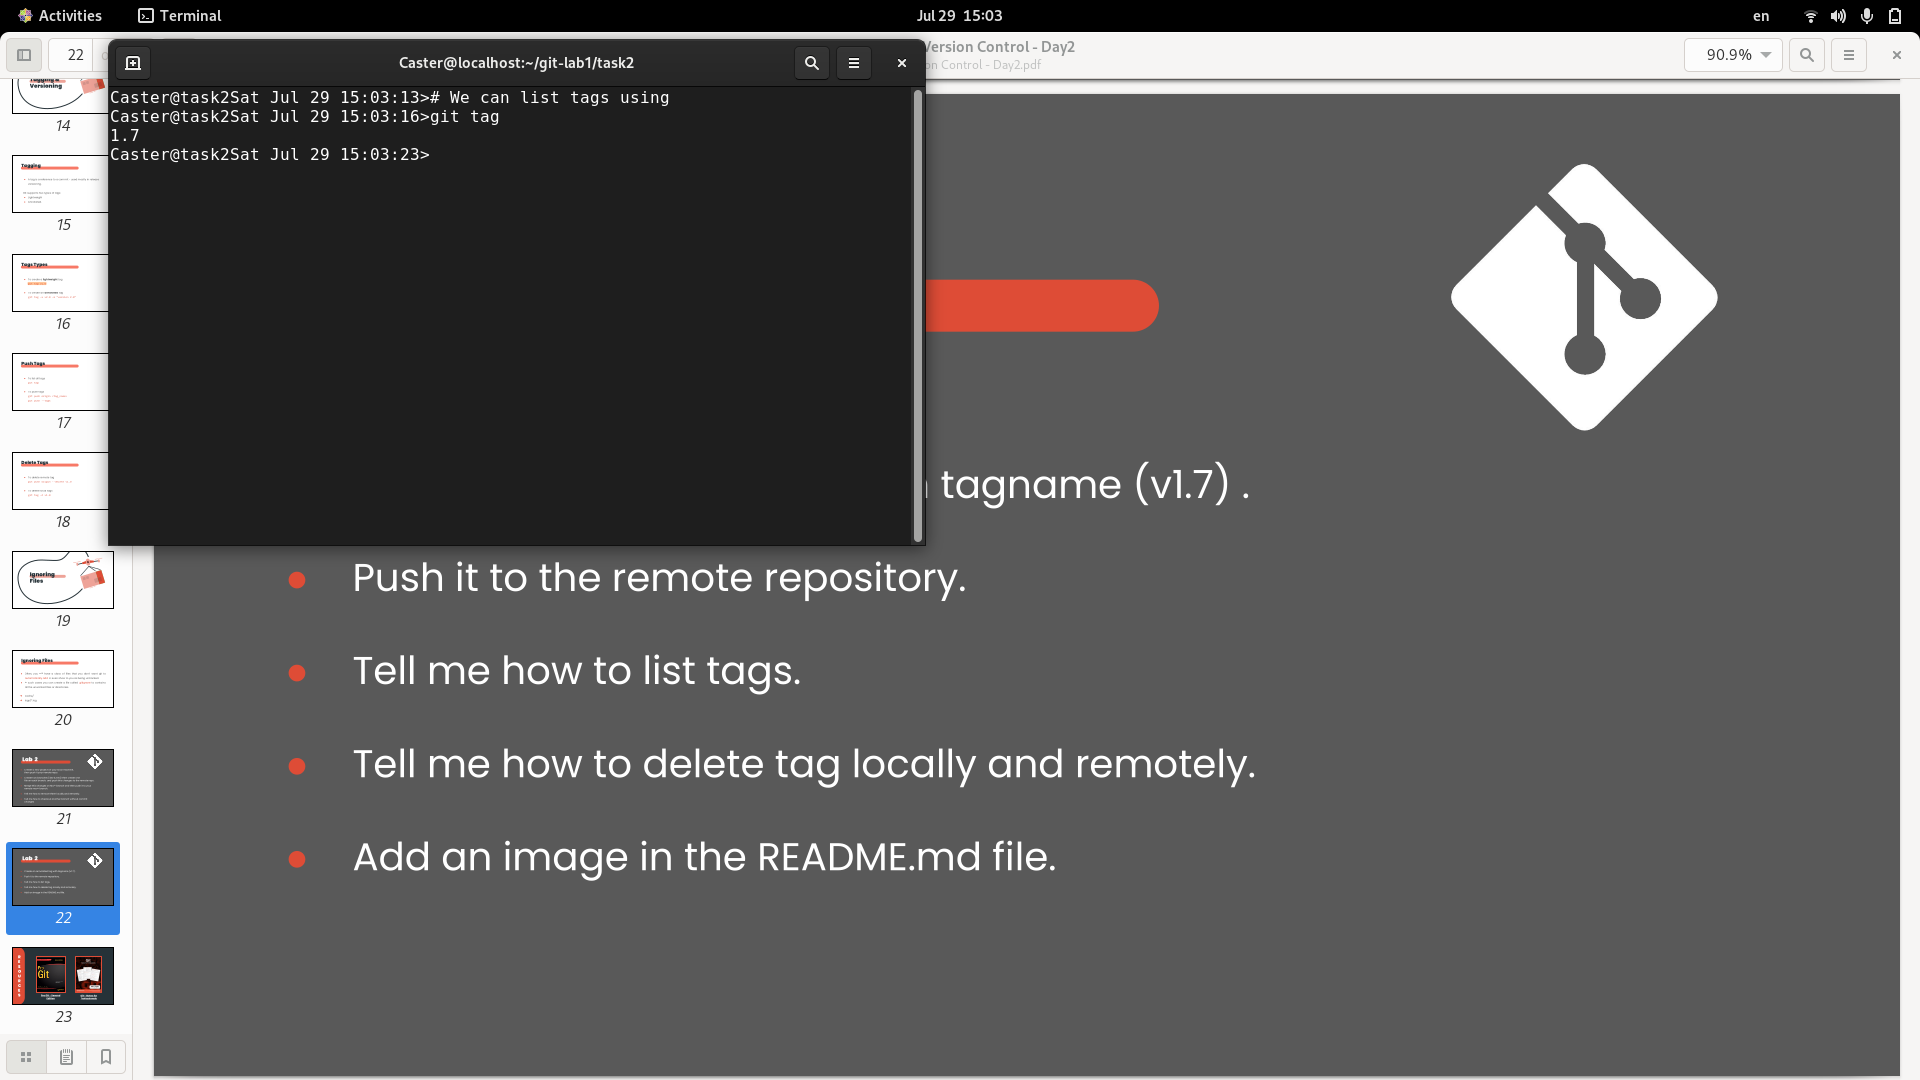 Activities
Terminal
Jul 29 15:03
en
22
Version Control - Day2
on Control - Day2.pdf
90.9%
Caster@localhost:~/git-lab1/task2
Caster@task2Sat Jul 29 15:03:13># We can list tags using
Caster@task2Sat Jul 29 15:03:16>git tag
1.7
Caster@task2Sat Jul 29 15:03:23>
tagname (v1.7) .
Push it to the remote repository.
Tell me how to list tags.
Tell me how to delete tag locally and remotely.
Add an image in the README.md file.
Versioning
14
Tagging
15
Tags Types
16
Push Tags
17
Delete Tags
18
Ignoring
Files
19
Ignoring Files
20
Lab 2
21
Lab 2
22
RESOURCES
Pro
Git
23